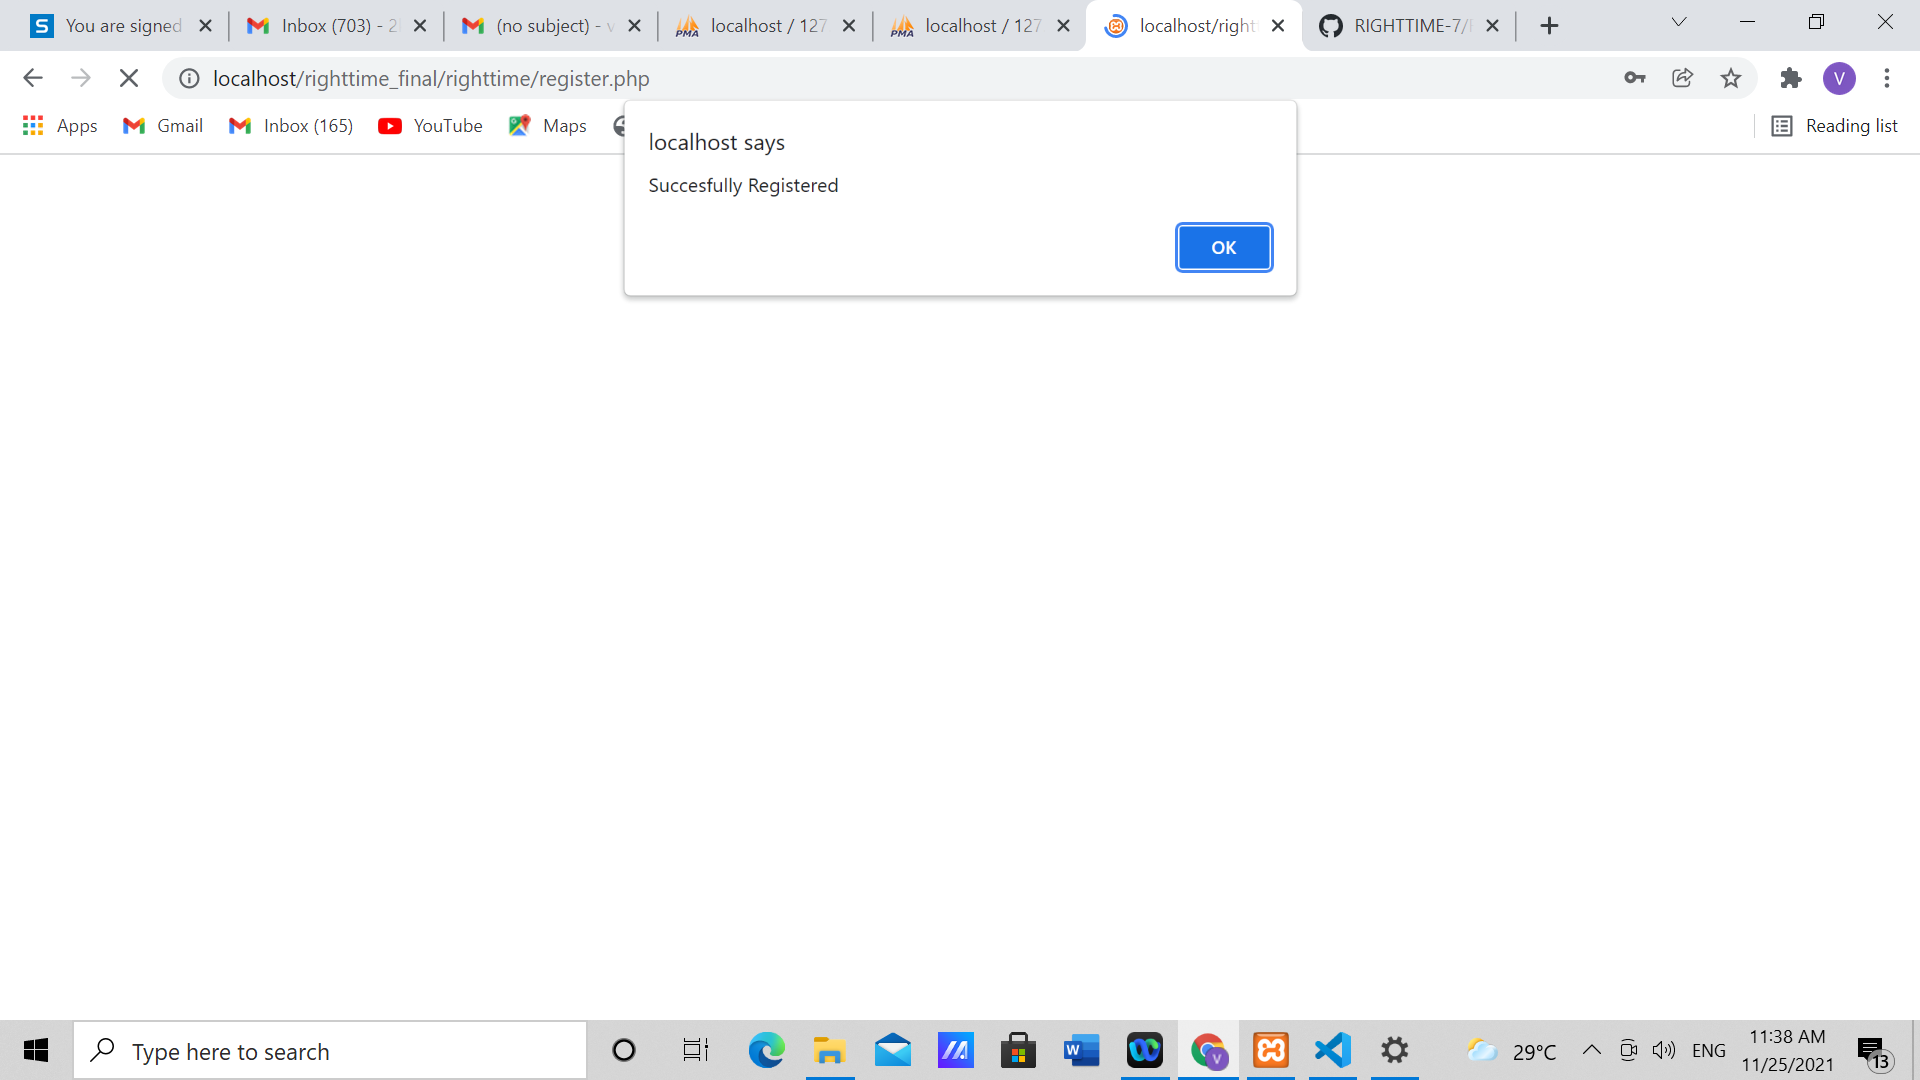 You are signed
Inbox (703) - 2
(no subject) - v
localhost / 127
localhost / 127
localhost/right
RIGHTTIME-7/
localhost/righttime_final/righttime/register.php
V
Apps
Gmail
Inbox (165)
YouTube
Maps
Reading list
localhost says
Succesfully Registered
OK
Type here to search
29°C
ENG
11:38 AM
11/25/2021
13